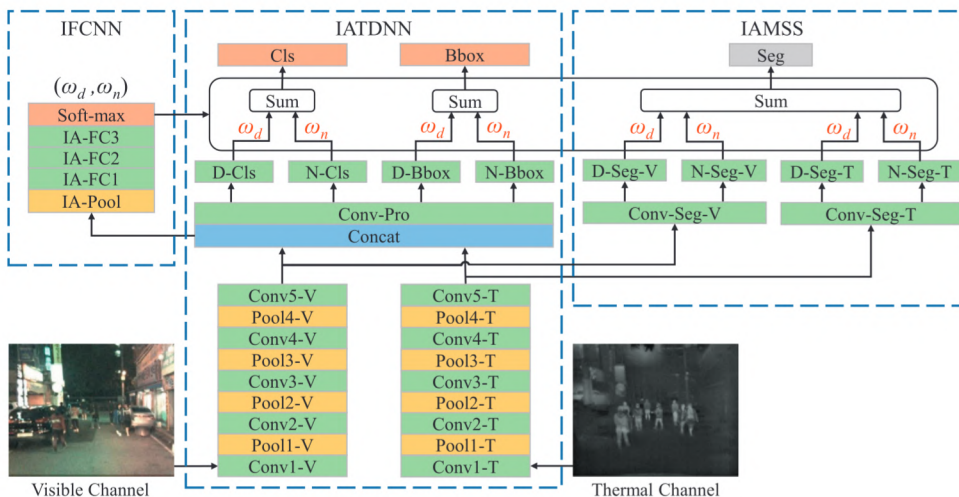 IFCNN
IATDNN
IAMSS
Cls
Bbox
Seg
(ω_d, ω_n)
Sum
Sum
Sum
Soft-max
IA-FC3
IA-FC2
IA-FC1
IA-Pool
ω_d
ω_n
ω_d
ω_n
ω_d
ω_n
ω_d
ω_n
D-Cls
N-Cls
D-Bbox
N-Bbox
D-Seg-V
N-Seg-V
D-Seg-T
N-Seg-T
Conv-Pro
Concat
Conv-Seg-V
Conv-Seg-T
Conv5-V
Pool4-V
Conv4-V
Pool3-V
Conv3-V
Pool2-V
Conv2-V
Pool1-V
Conv1-V
Conv5-T
Pool4-T
Conv4-T
Pool3-T
Conv3-T
Pool2-T
Conv2-T
Pool1-T
Conv1-T
Visible Channel
Thermal Channel